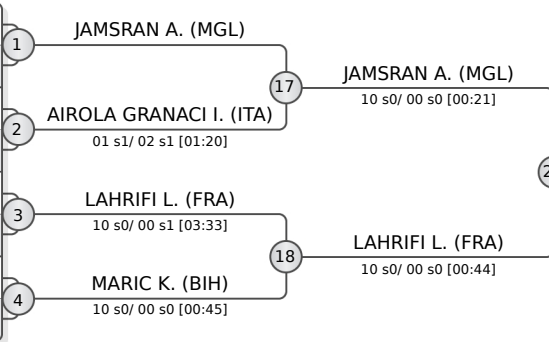 1
JAMSRAN A. (MGL)
17
JAMSRAN A. (MGL)
10 s0/ 00 s0 [00:21]
2
AIROLA GRANACI I. (ITA)
01 s1/ 02 s1 [01:20]
3
LAHRIFI L. (FRA)
10 s0/ 00 s1 [03:33]
18
LAHRIFI L. (FRA)
10 s0/ 00 s0 [00:44]
4
MARIC K. (BIH)
10 s0/ 00 s0 [00:45]